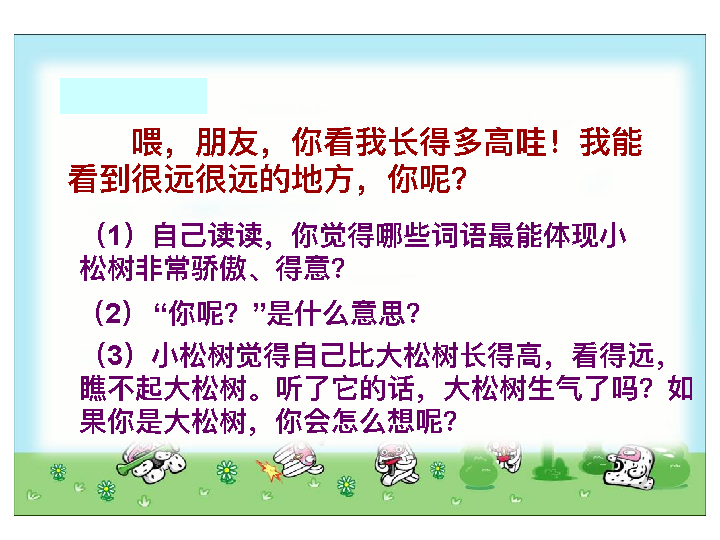 喂，朋友，你看我长得多高哇！我能
看到很远很远的地方，你呢？
（1）自己读读，你觉得哪些词语最能体现小
松树非常骄傲、得意？
（2）“你呢？”是什么意思？
（3）小松树觉得自己比大松树长得高，看得远，
瞧不起大松树。听了它的话，大松树生气了吗？如
果你是大松树，你会怎么想呢？